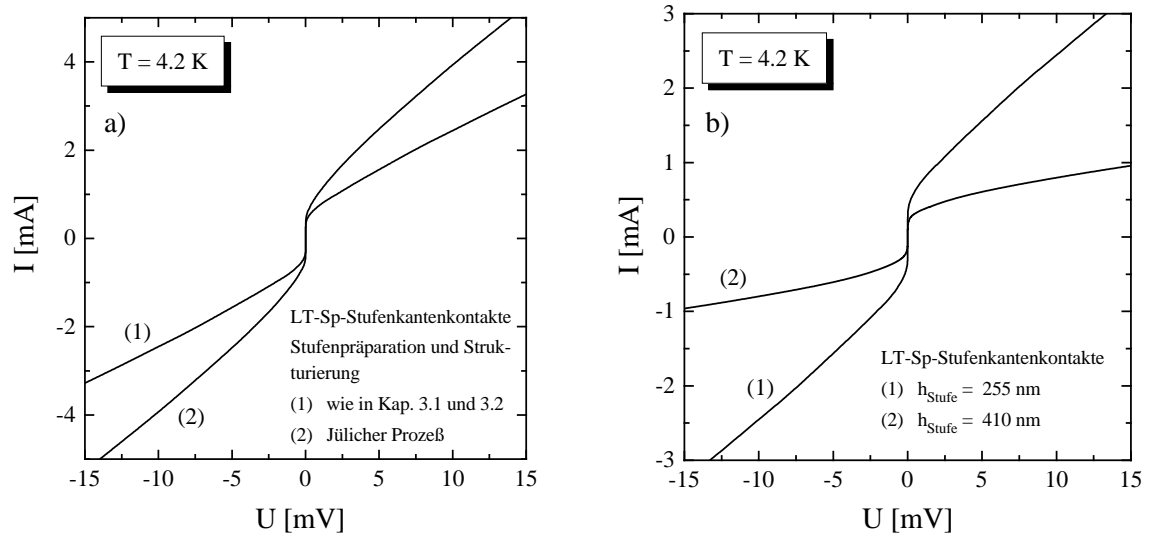 T = 4.2 K
a)
I [mA]
4
2
0
-2
-4
(1)
(2)
LT-Sp-Stufenkantenkontakte
Stufenpräparation und Struk-
turierung
(1) wie in Kap. 3.1 und 3.2
(2) Jülicher Prozeß
-15 -10 -5 0 5 10 15
U [mV]
T = 4.2 K
b)
I [mA]
3
2
1
0
-1
-2
-3
(2)
(1)
LT-Sp-Stufenkantenkontakte
(1) hStufe = 255 nm
(2) hStufe = 410 nm
-15 -10 -5 0 5 10 15
U [mV]